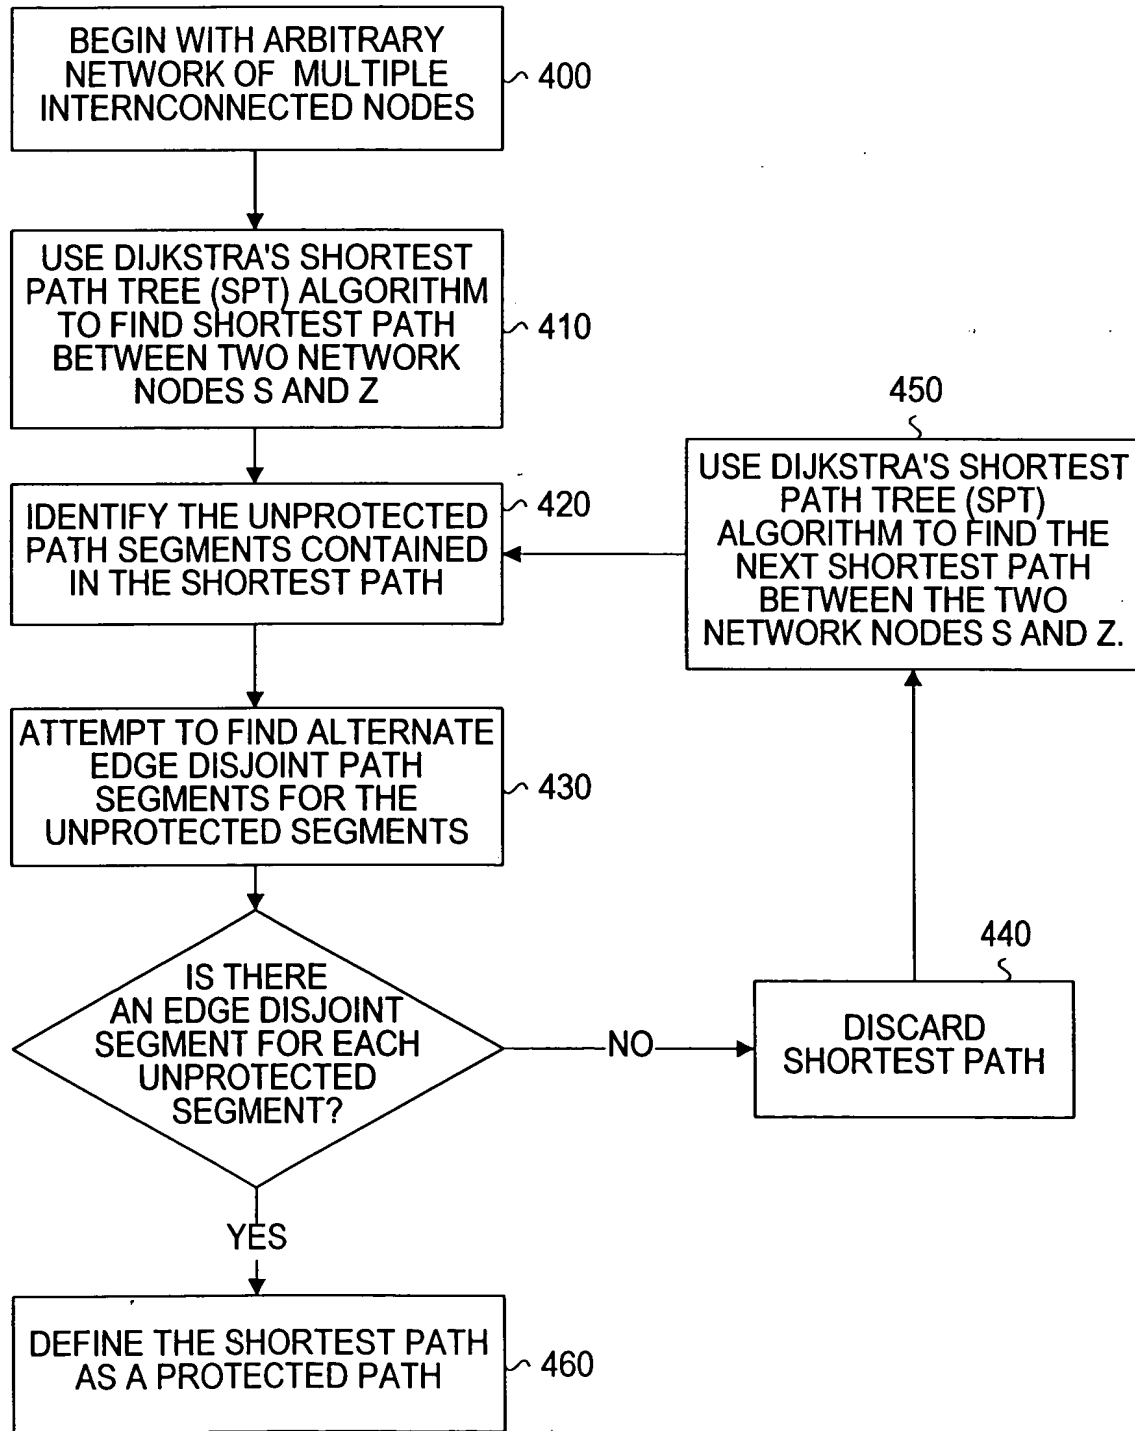 BEGIN WITH ARBITRARY
NETWORK OF MULTIPLE
INTERNCONNECTED NODES
400
USE DIJKSTRA'S SHORTEST
PATH TREE (SPT) ALGORITHM
TO FIND SHORTEST PATH
BETWEEN TWO NETWORK
NODES S AND Z
410
IDENTIFY THE UNPROTECTED
PATH SEGMENTS CONTAINED
IN THE SHORTEST PATH
420
450
USE DIJKSTRA'S SHORTEST
PATH TREE (SPT)
ALGORITHM TO FIND THE
NEXT SHORTEST PATH
BETWEEN THE TWO
NETWORK NODES S AND Z.
ATTEMPT TO FIND ALTERNATE
EDGE DISJOINT PATH
SEGMENTS FOR THE
UNPROTECTED SEGMENTS
430
IS THERE
AN EDGE DISJOINT
SEGMENT FOR EACH
UNPROTECTED
SEGMENT?
NO
440
DISCARD
SHORTEST PATH
YES
DEFINE THE SHORTEST PATH
AS A PROTECTED PATH
460